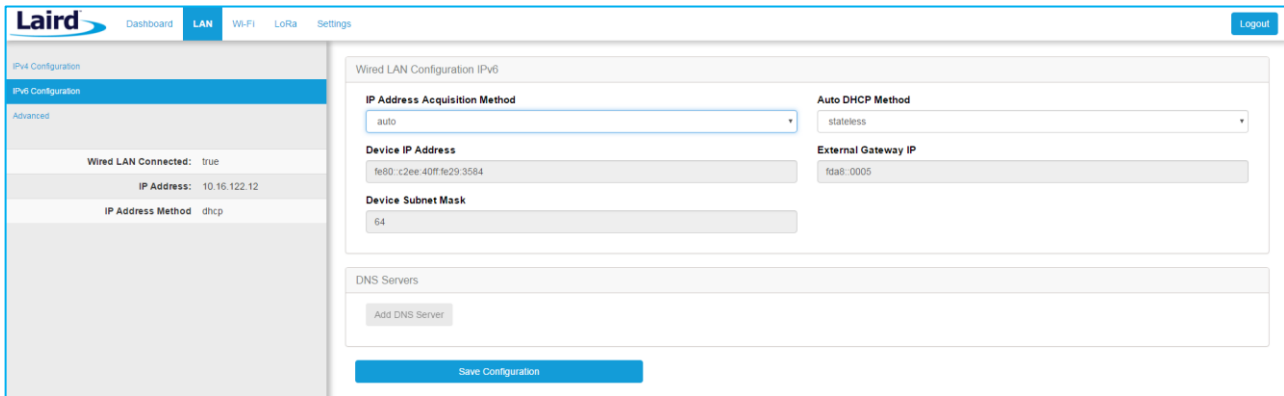 Laird
Dashboard LAN Wi-Fi LoRa Settings
Logout
IPv4 Configuration
IPv6 Configuration
Advanced
Wired LAN Connected: true
IP Address: 10.16.122.12
IP Address Method dhcp
Wired LAN Configuration IPv6
IP Address Acquisition Method
auto
Auto DHCP Method
stateless
Device IP Address
fe80::c2ee:40ff:fe29:3584
External Gateway IP
fda8::0005
Device Subnet Mask
64
DNS Servers
Add DNS Server
Save Configuration